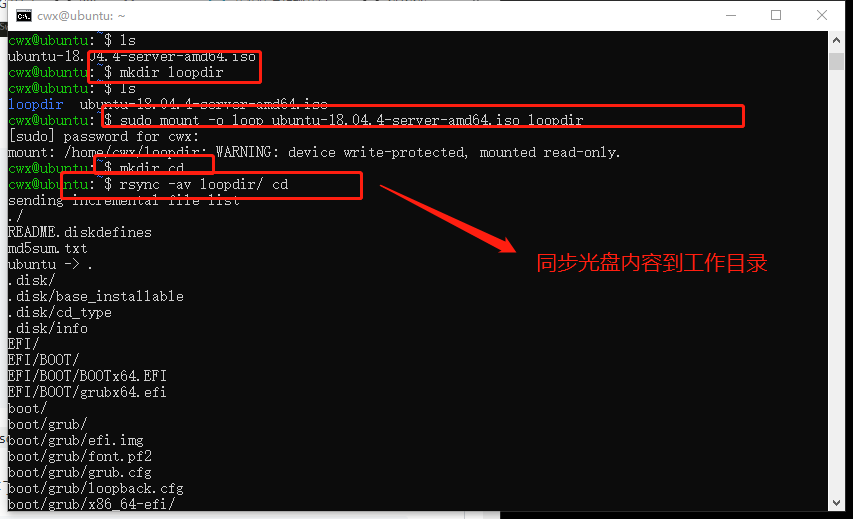 cwx@ubuntu: ~
cwx@ubuntu:~$ ls
ubuntu-18.04.4-server-amd64.iso
cwx@ubuntu:~$ mkdir loopdir
cwx@ubuntu:~$ ls
loopdir  ubuntu-18.04.4-server-amd64.iso
cwx@ubuntu:~$ sudo mount -o loop ubuntu-18.04.4-server-amd64.iso loopdir
[sudo] password for cwx:
mount: /home/cwx/loopdir: WARNING: device write-protected, mounted read-only.
cwx@ubuntu:~$ mkdir cd
cwx@ubuntu:~$ rsync -av loopdir/ cd
sending incremental file list
./
README.diskdefines
md5sum.txt
ubuntu -> .
同步光盘内容到工作目录
.disk/
.disk/base_installable
.disk/cd_type
.disk/info
EFI/
EFI/BOOT/
EFI/BOOT/BOOTx64.EFI
EFI/BOOT/grubx64.efi
boot/
boot/grub/
boot/grub/efi.img
boot/grub/font.pf2
boot/grub/grub.cfg
boot/grub/loopback.cfg
boot/grub/x86_64-efi/